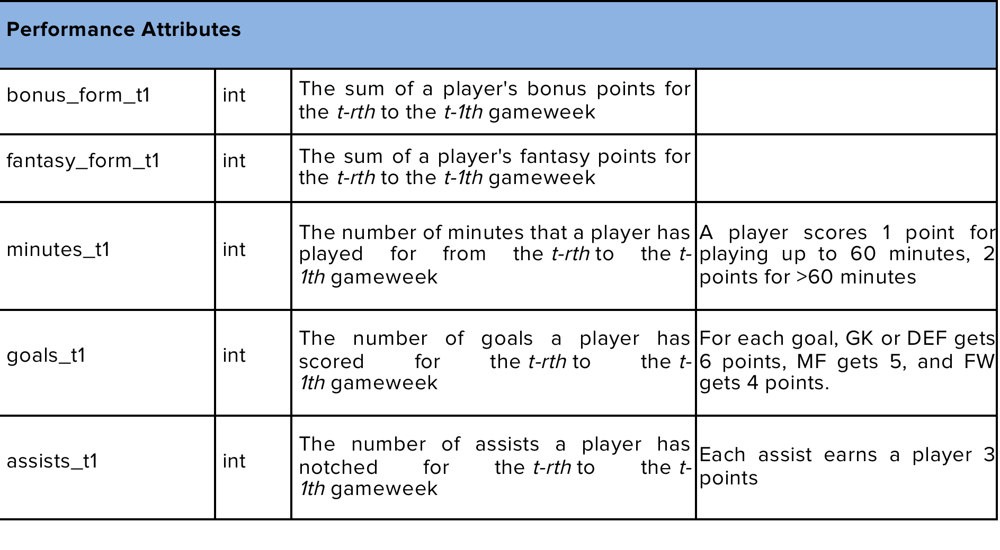 Performance Attributes
bonus_form_t1
int
The sum of a player's bonus points for
the t-rth to the t-1th gameweek
fantasy_form_t1
int
The sum of a player's fantasy points for
the t-rth to the t-1th gameweek
minutes_t1
int
The number of minutes that a player has
played for from the t-rth to the t-
1th gameweek
A player scores 1 point for
playing up to 60 minutes, 2
points for >60 minutes
goals_t1
int
The number of goals a player has
scored for the t-rth to the t-
1th gameweek
For each goal, GK or DEF gets
6 points, MF gets 5, and FW
gets 4 points.
assists_t1
int
The number of assists a player has
notched for the t-rth to the t-
1th gameweek
Each assist earns a player 3
points